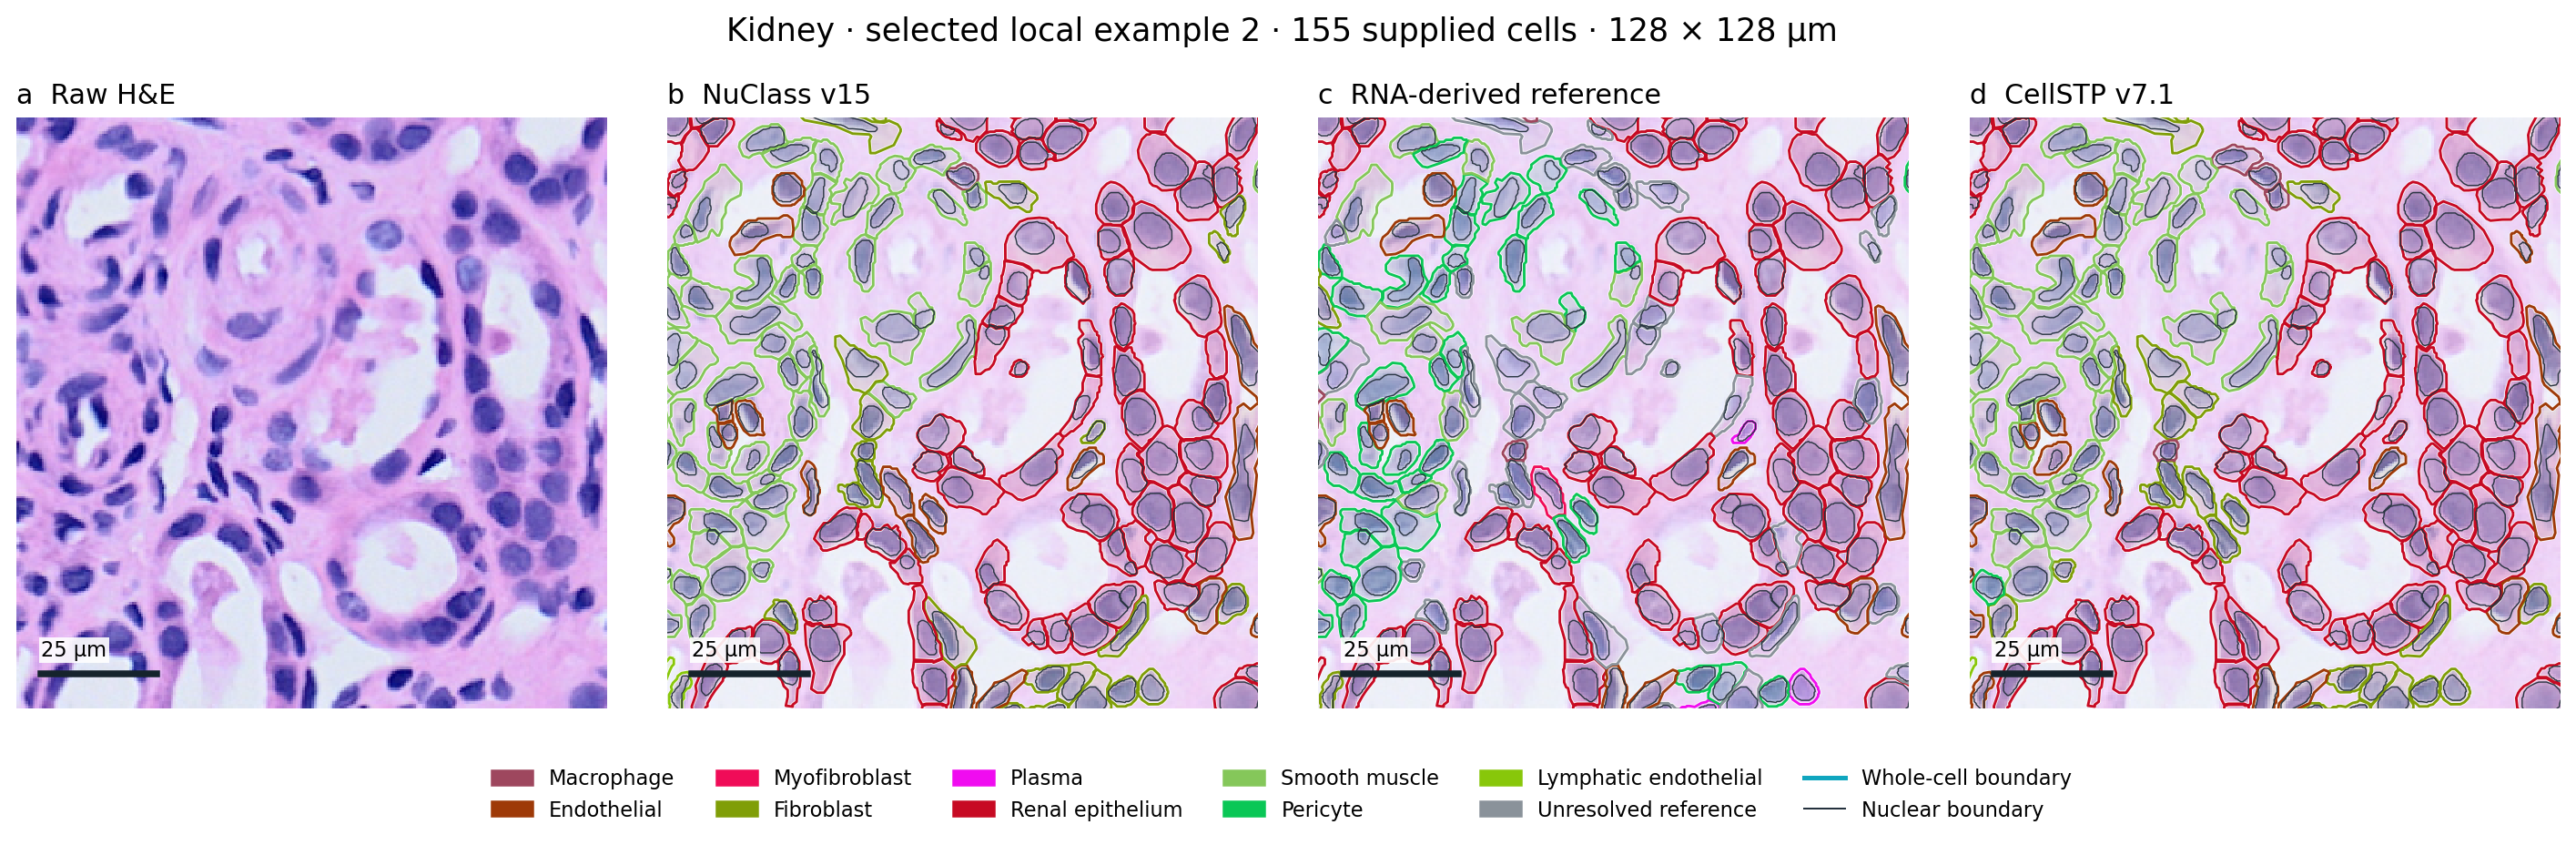 Kidney · selected local example 2 · 155 supplied cells · 128 × 128 µm
a Raw H&E
b NuClass v15
c RNA-derived reference
d CellSTP v7.1
25 µm
25 µm
25 µm
25 µm
Macrophage
Myofibroblast
Plasma
Smooth muscle
Lymphatic endothelial
Whole-cell boundary
Endothelial
Fibroblast
Renal epithelium
Pericyte
Unresolved reference
Nuclear boundary